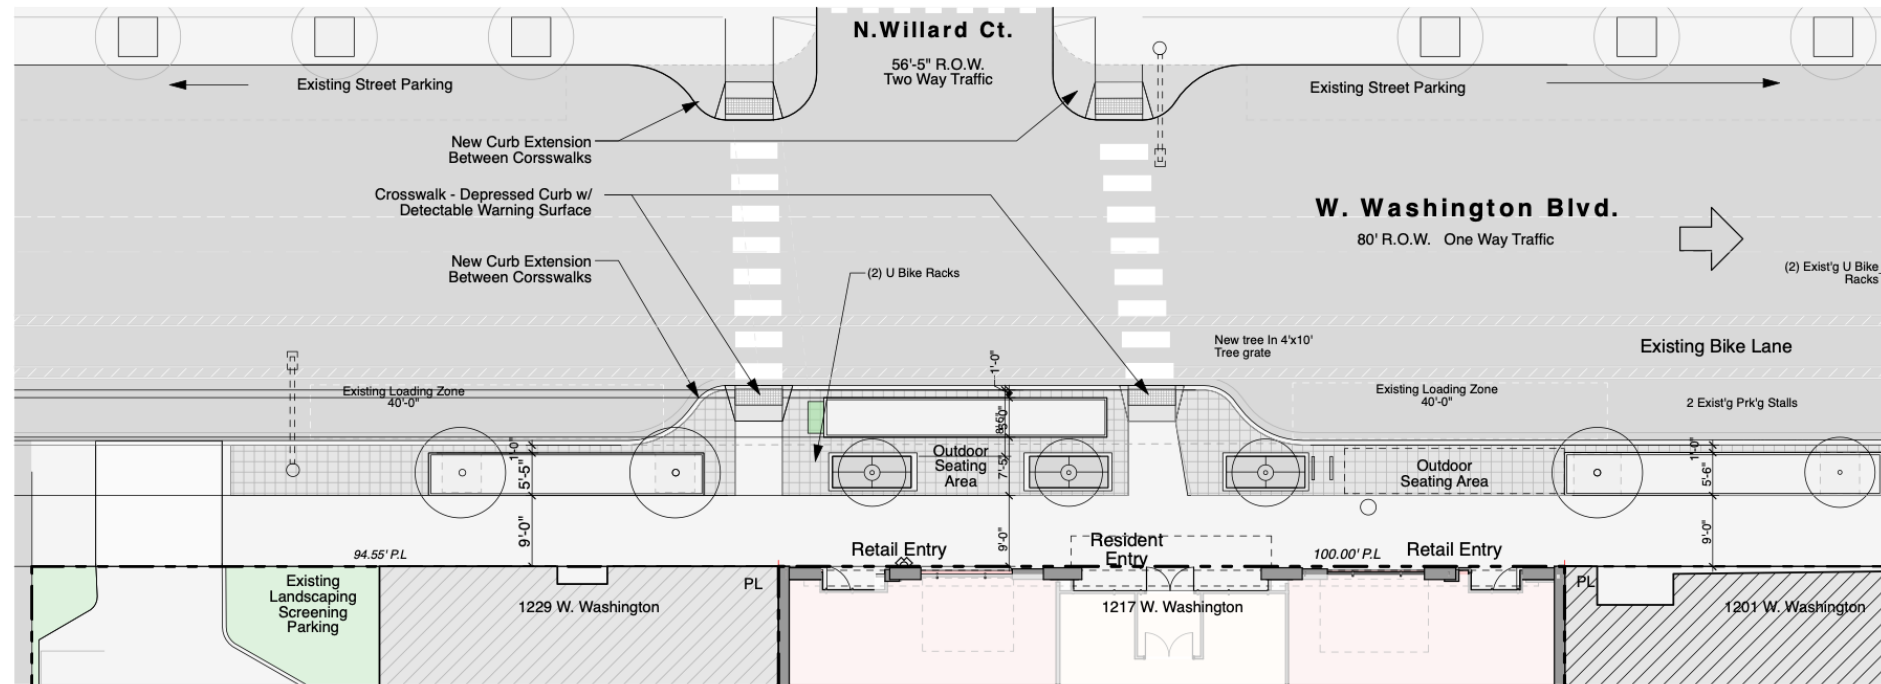 N.Willard Ct.
56'-5" R.O.W.
Two Way Traffic
Existing Street Parking
Existing Street Parking
New Curb Extension
Between Corsswalks
Crosswalk - Depressed Curb w/
Detectable Warning Surface
W. Washington Blvd.
80' R.O.W. One Way Traffic
New Curb Extension
Between Corsswalks
(2) U Bike Racks
(2) Exist'g U Bike
Racks
New tree In 4'x10'
Tree grate
Existing Bike Lane
1'-0"
Existing Loading Zone
40'-0"
Existing Loading Zone
40'-0"
2 Exist'g Prk'g Stalls
1'-0"
5'-5"
9'-0"
Outdoor
Seating
Area
7'-5"
9'-0"
Outdoor
Seating Area
1'-0"
5'-6"
9'-0"
94.55' P.L
Retail Entry
Resident
Entry
100.00' P.L
Retail Entry
Existing
Landscaping
Screening
Parking
1229 W. Washington
PL
1217 W. Washington
PL
1201 W. Washington